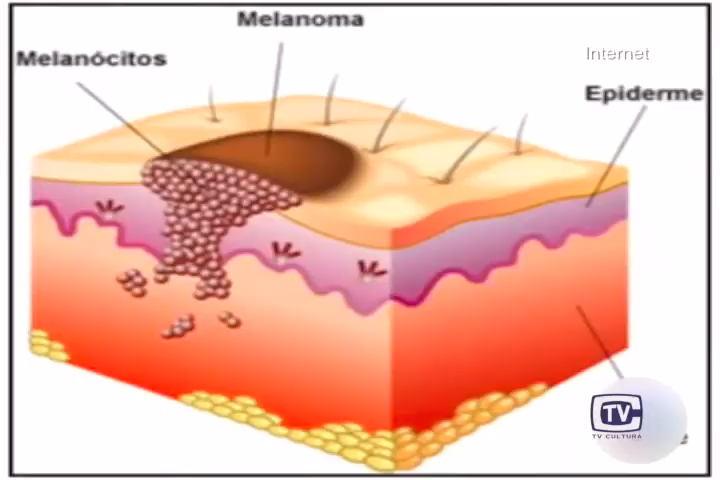 Melanoma
Internet
Melanócitos
Epiderme
TV
TV CULTURA